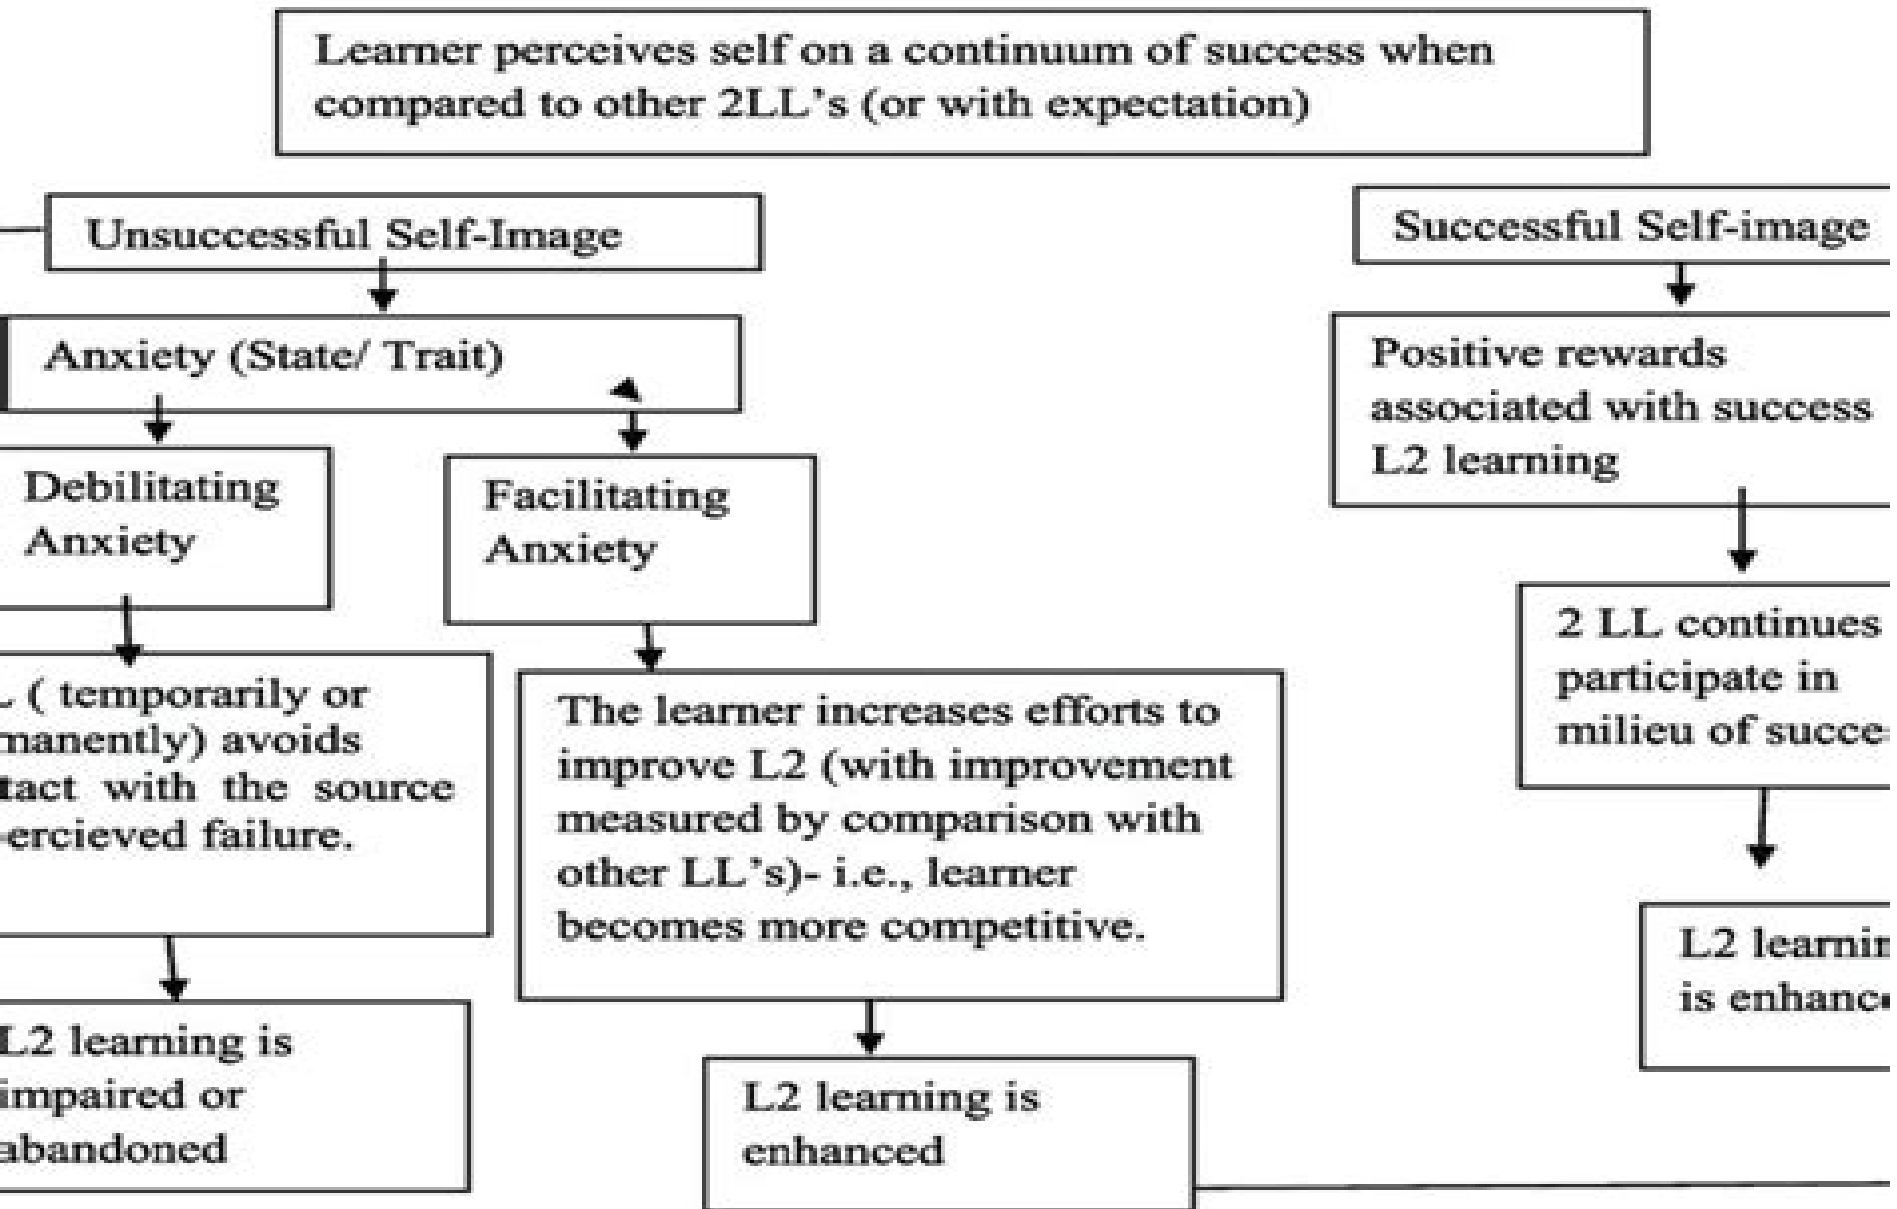 Learner perceives self on a continuum of success when
compared to other 2LL's (or with expectation)
Unsuccessful Self-Image
Successful Self-image
Anxiety (State/ Trait)
Positive rewards
associated with success
L2 learning
Debilitating
Anxiety
Facilitating
Anxiety
2 LL continues
participate in
milieu of
( temporarily or
avoids
with the source
failure.
The learner increases efforts to
improve L2 (with improvement
measured by comparison with
other LL's)- i.e., learner
becomes more competitive.
L2
is
L2 learning is
impaired or
abandoned
L2 learning is
enhanced